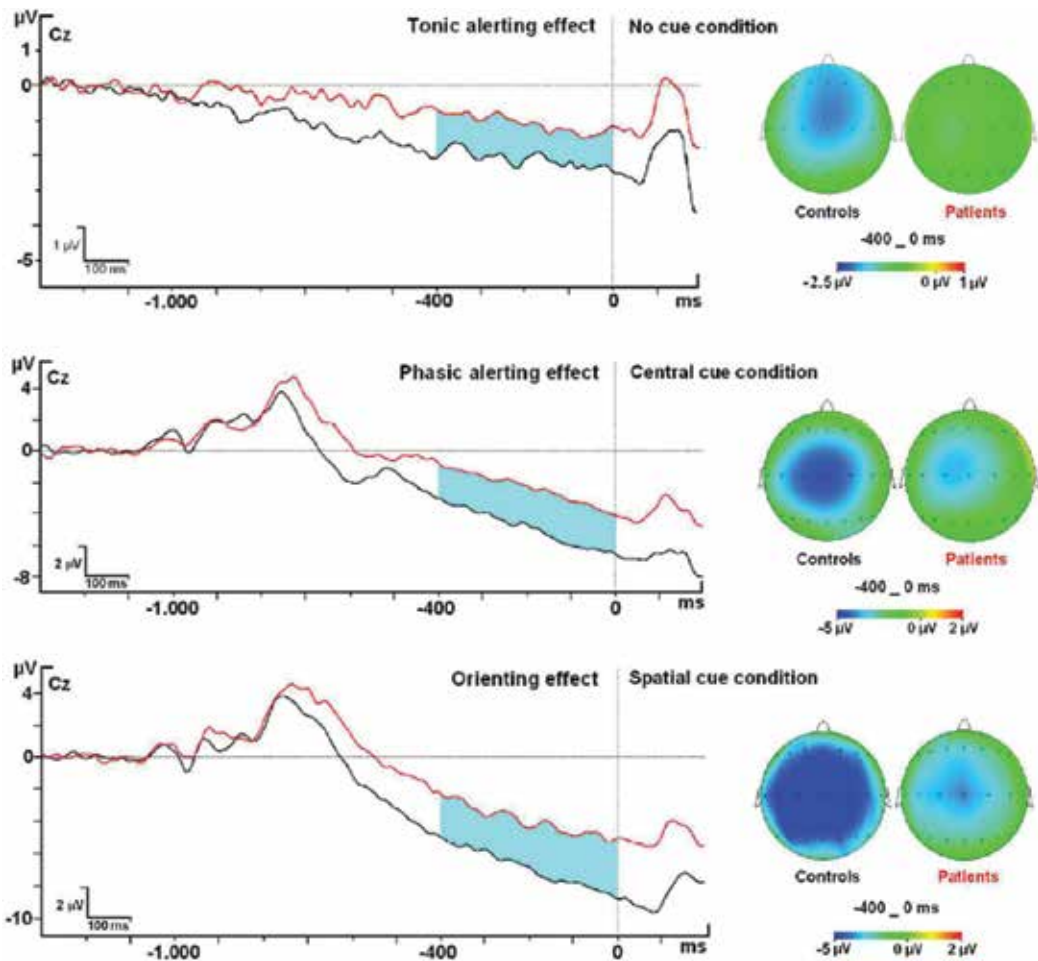 µV
Cz
Tonic alerting effect
No cue condition
1
0
-5
1 µV
100 ms
-1.000
-400
0
ms
Controls
Patients
-400 _ 0 ms
-2.5 µV
0 µV
1 µV
µV
Cz
Phasic alerting effect
Central cue condition
4
0
-8
2 µV
100 ms
-1.000
-400
0
ms
Controls
Patients
-400 _ 0 ms
-5 µV
0 µV
2 µV
µV
Cz
Orienting effect
Spatial cue condition
4
0
-10
2 µV
100 ms
-1.000
-400
0
ms
Controls
Patients
-400 _ 0 ms
-5 µV
0 µV
2 µV